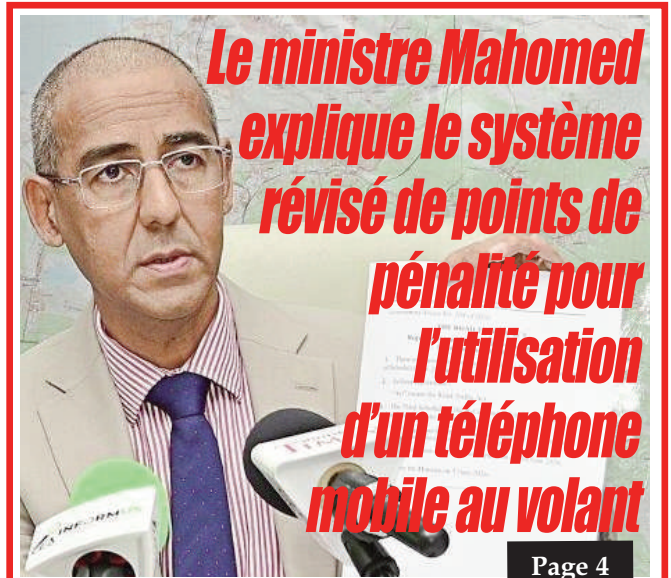 Le ministre Mahomed
explique le système
révisé de points de
pénalité pour
l'utilisation
d'un téléphone
mobile au volant
Page 4